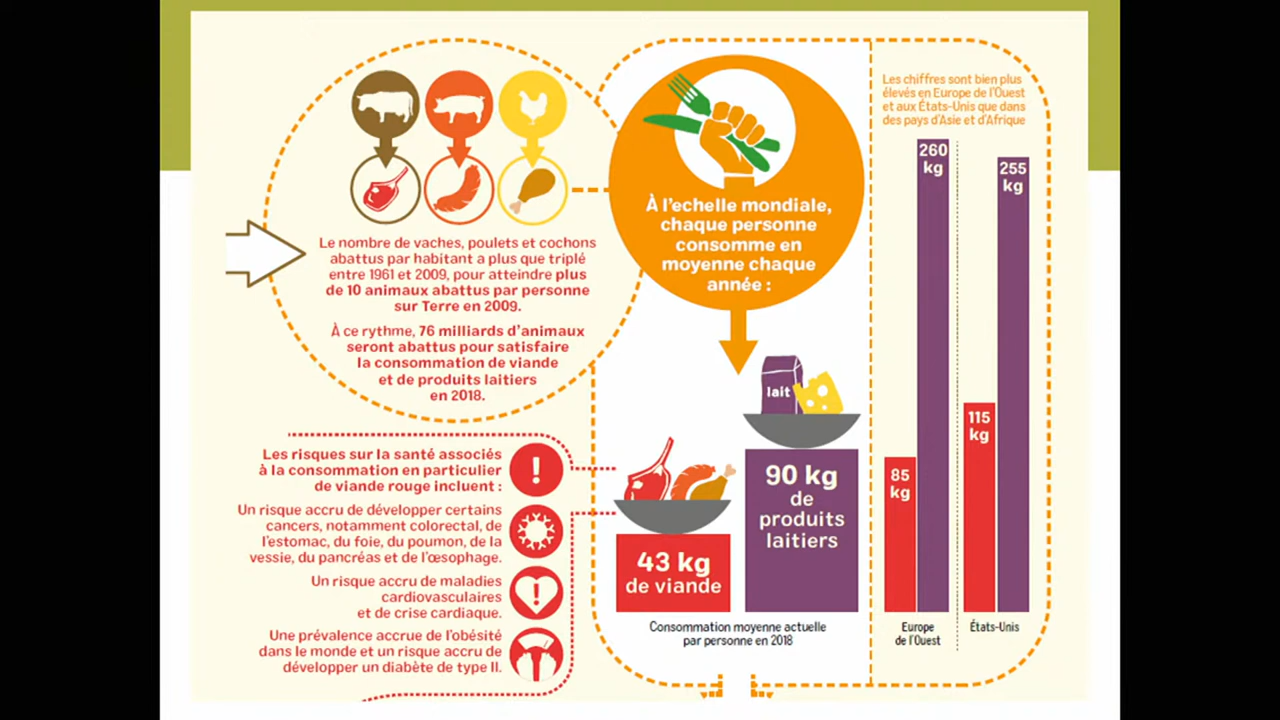 Le nombre de vaches, poulets et cochons
abattus par habitant a plus que triplé
entre 1961 et 2009, pour atteindre plus
de 10 animaux abattus par personne
sur Terre en 2009.
À ce rythme, 76 milliards d'animaux
seront abattus pour satisfaire
la consommation de viande
et de produits laitiers
en 2018.
Les risques sur la santé associés
à la consommation en particulier
de viande rouge incluent :
Un risque accru de développer certains
cancers, notamment colorectal, de
l'estomac, du foie, du poumon, de la
vessie, du pancréas et de l'œsophage.
Un risque accru de maladies
cardiovasculaires
et de crise cardiaque.
Une prévalence accrue de l'obésité
dans le monde et un risque accru de
développer un diabète de type II.
À l'echelle mondiale,
chaque personne
consomme en
moyenne chaque
année :
lait
43 kg
de viande
90 kg
de
produits
laitiers
Consommation moyenne actuelle
par personne en 2018
Les chiffres sont bien plus
élevés en Europe de l'Ouest
et aux États-Unis que dans
des pays d'Asie et d'Afrique
85
kg
260
kg
115
kg
255
kg
Europe
de l'Ouest
États-Unis